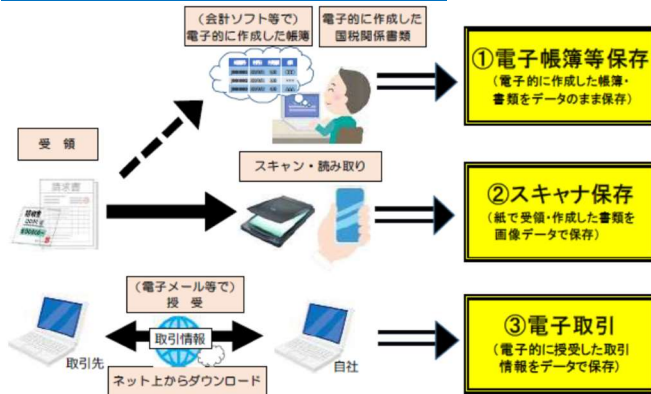 (会計ソフト等で)
電子的に作成した帳簿
電子的に作成した
国税関係書類
①電子帳簿等保存
(電子的に作成した帳簿・
書類をデータのまま保存)
受 領
請求書
領収書
スキャン・読み取り
②スキャナ保存
(紙で受領・作成した書類を
画像データで保存)
(電子メール等で)
授 受
取引情報
取引先
自社
ネット上からダウンロード
③電子取引
(電子的に授受した取引
情報をデータで保存)